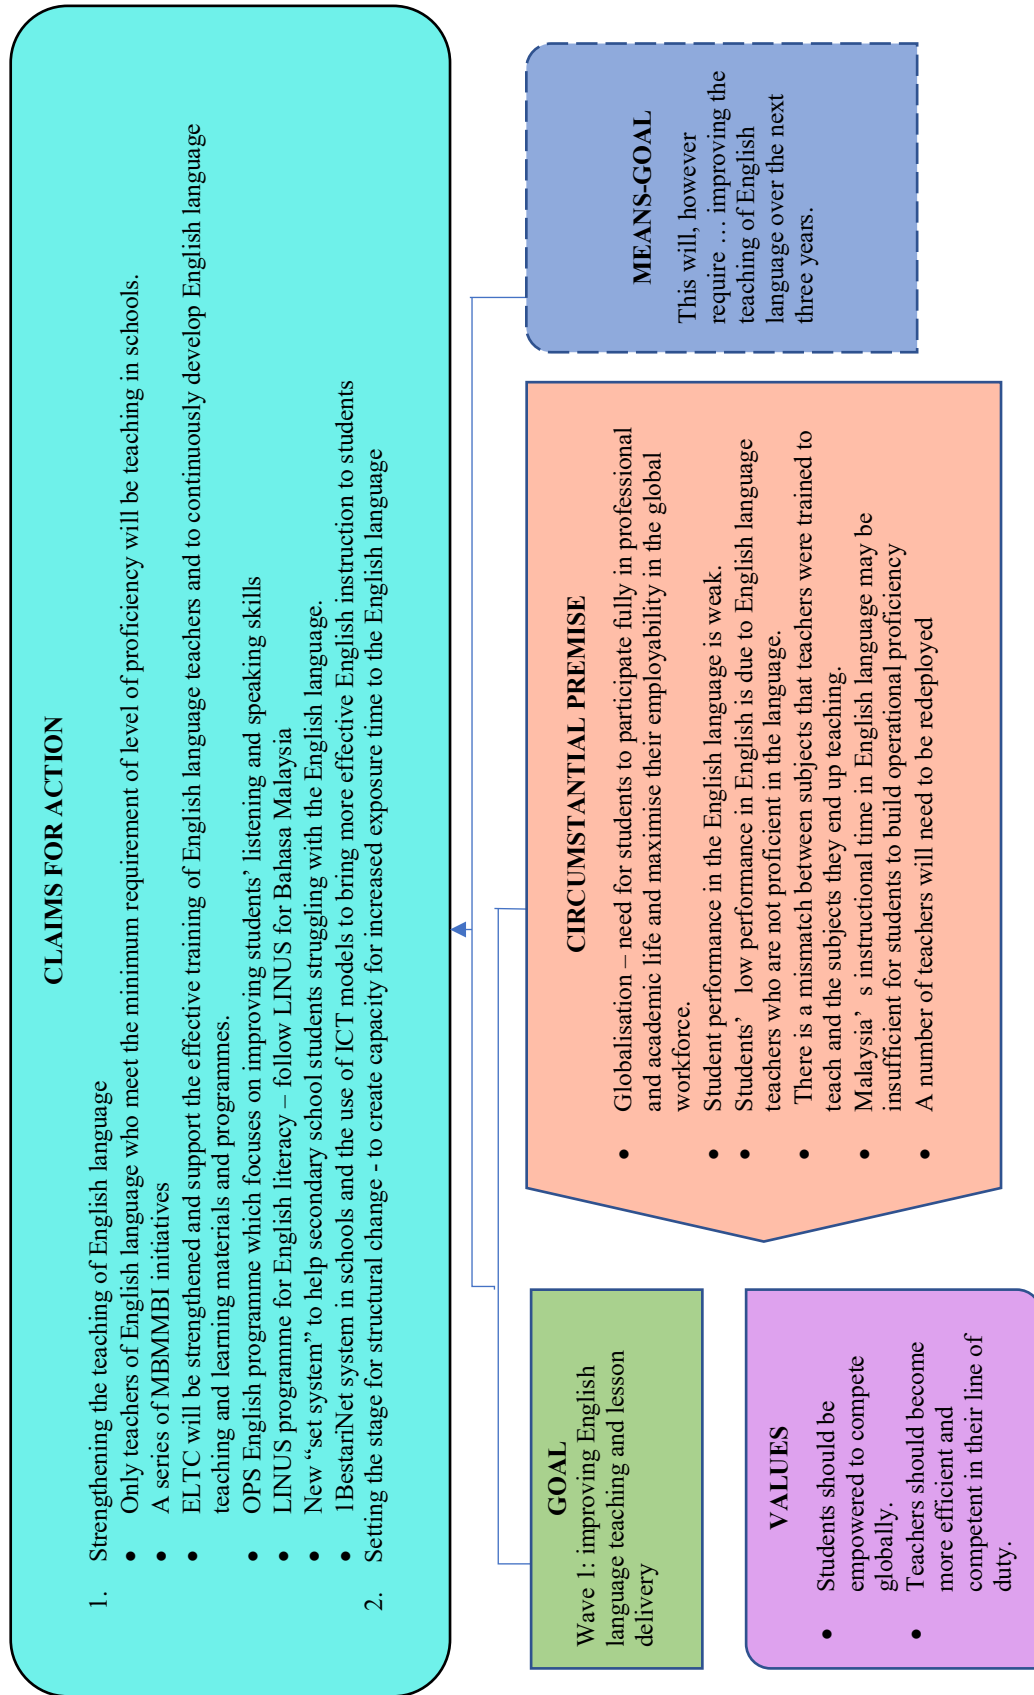 CLAIMS FOR ACTION
1. Strengthening the teaching of English language
• Only teachers of English language who meet the minimum requirement of level of proficiency will be teaching in schools.
• A series of MBMMBI initiatives
• ELTC will be strengthened and support the effective training of English language teachers and to continuously develop English language
teaching and learning materials and programmes.
• OPS English programme which focuses on improving students' listening and speaking skills
• LINUS programme for English literacy – follow LINUS for Bahasa Malaysia
• New “set system” to help secondary school students struggling with the English language.
• 1BestariNet system in schools and the use of ICT models to bring more effective English instruction to students
2. Setting the stage for structural change - to create capacity for increased exposure time to the English language
GOAL
Wave 1: improving English
language teaching and lesson
delivery
VALUES
• Students should be
empowered to compete
globally.
• Teachers should become
more efficient and
competent in their line of
duty.
CIRCUMSTANTIAL PREMISE
• Globalisation – need for students to participate fully in professional
and academic life and maximise their employability in the global
workforce.
• Student performance in the English language is weak.
• Students’ low performance in English is due to English language
teachers who are not proficient in the language.
• There is a mismatch between subjects that teachers were trained to
teach and the subjects they end up teaching.
• Malaysia’s instructional time in English language may be
insufficient for students to build operational proficiency
• A number of teachers will need to be redeployed
MEANS-GOAL
This will, however
require … improving the
teaching of English
language over the next
three years.